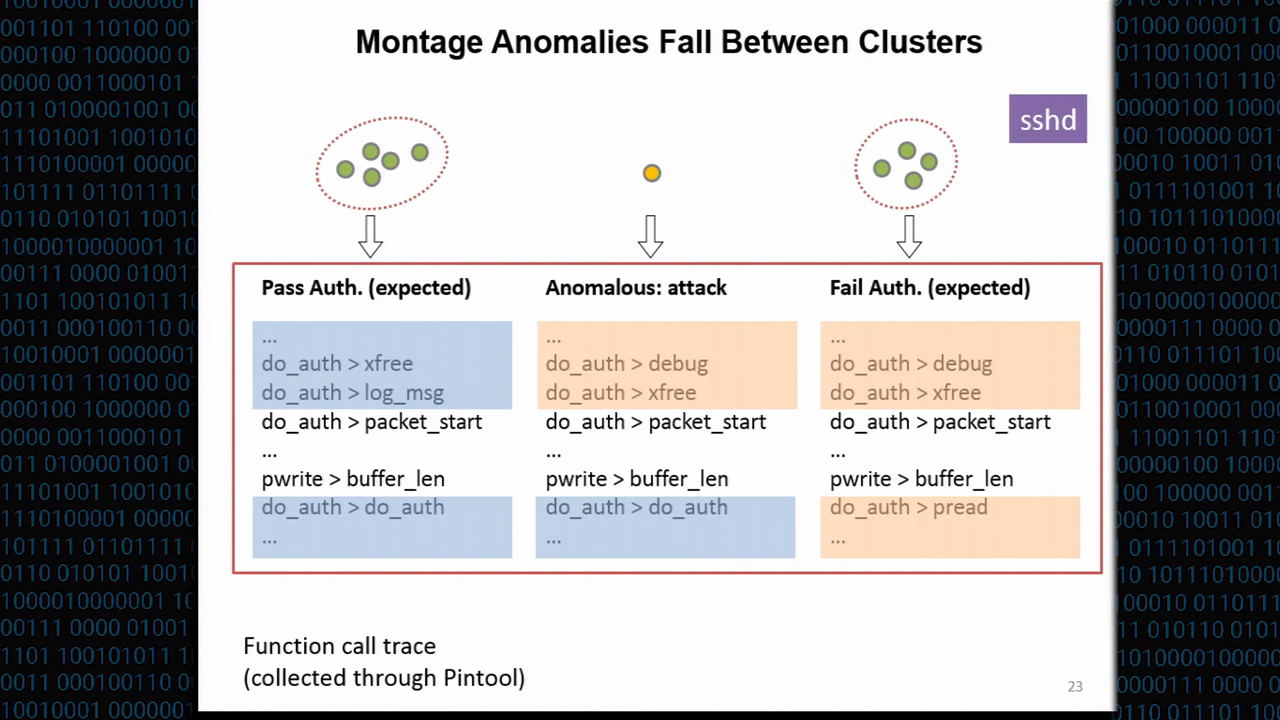 Montage Anomalies Fall Between Clusters
sshd
Pass Auth. (expected)
...
do_auth > xfree
do_auth > log_msg
do_auth > packet_start
...
pwrite > buffer_len
do_auth > do_auth
...
Anomalous: attack
...
do_auth > debug
do_auth > xfree
do_auth > packet_start
...
pwrite > buffer_len
do_auth > do_auth
...
Fail Auth. (expected)
...
do_auth > debug
do_auth > xfree
do_auth > packet_start
...
pwrite > buffer_len
do_auth > pread
...
Function call trace
(collected through Pintool)
23